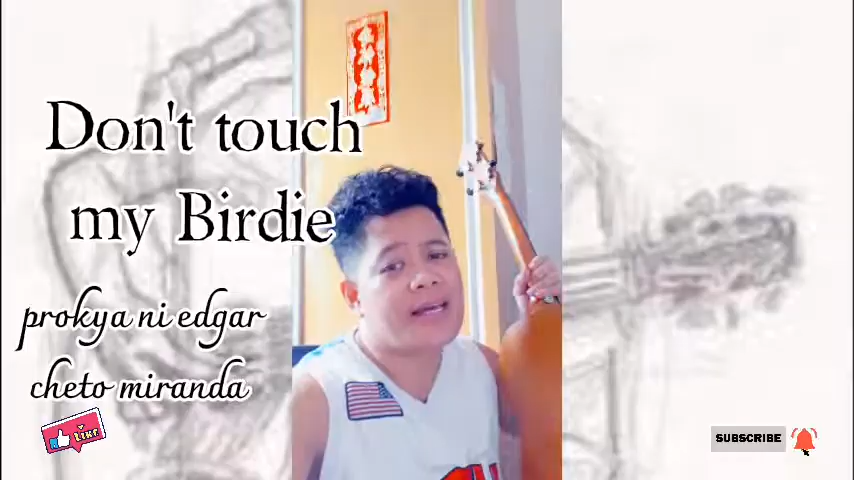 Don't touch
my Birdie
prokya ni edgar
cheto miranda
LIKE
SUBSCRIBE